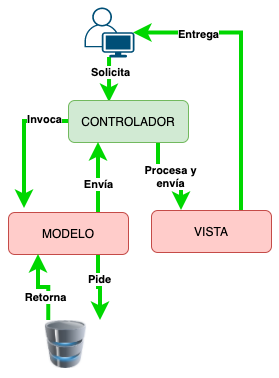 Entrega
Solicita
CONTROLADOR
Invoca
Envía
Procesa y
envía
MODELO
VISTA
Pide
Retorna